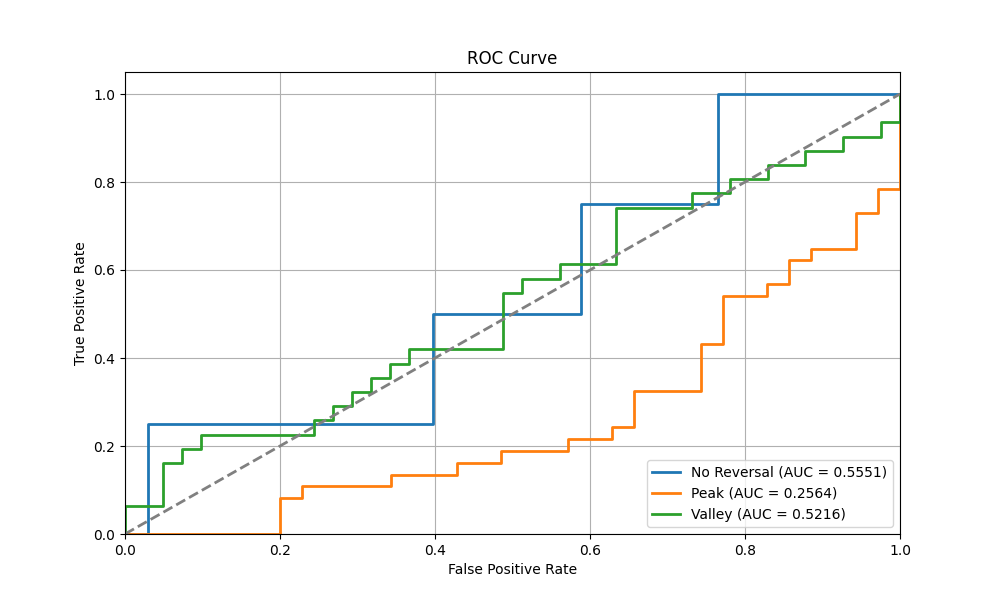 ROC Curve
True Positive Rate
1.0
0.8
0.6
0.4
0.2
0.0
0.0 0.2 0.4 0.6 0.8 1.0
False Positive Rate
No Reversal (AUC = 0.5551)
Peak (AUC = 0.2564)
Valley (AUC = 0.5216)